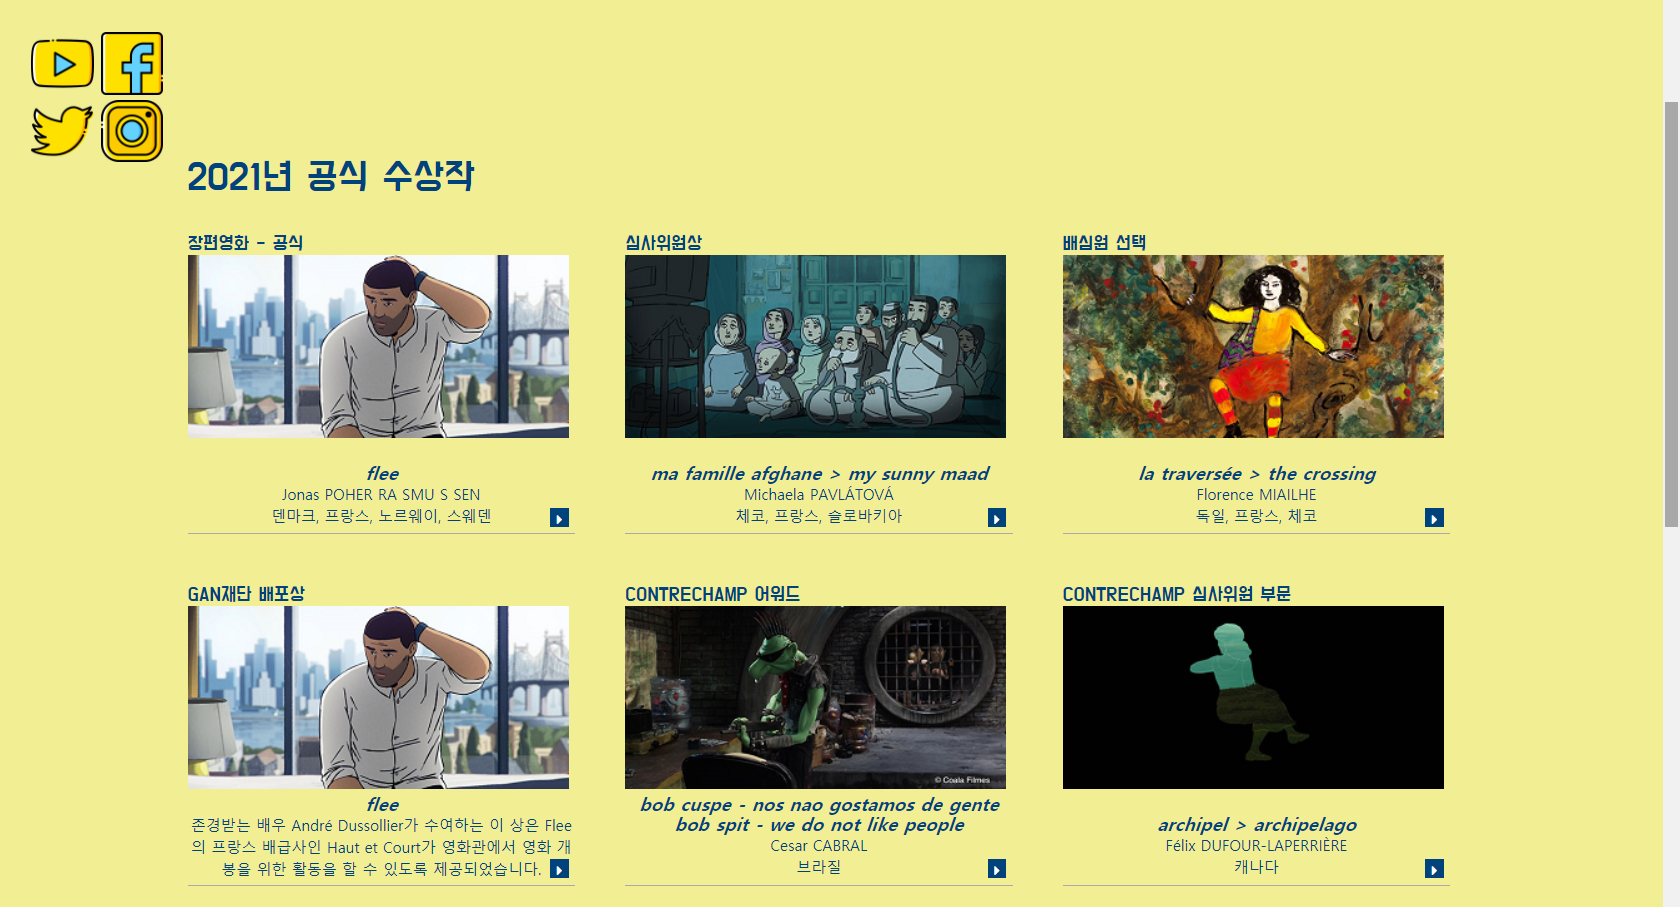 2021년 공식 수상작
장편영화 - 공식
flee
Jonas POHER RA SMU S SEN
덴마크, 프랑스, 노르웨이, 스웨덴
심사위원상
ma famille afghane > my sunny maad
Michaela PAVLÁTOVÁ
체코, 프랑스, 슬로바키아
배심원 선택
la traversée > the crossing
Florence MIAILHE
독일, 프랑스, 체코
GAN재단 배포상
flee
존경받는 배우 André Dussollier가 수여하는 이 상은 Flee
의 프랑스 배급사인 Haut et Court가 영화관에서 영화 개
봉을 위한 활동을 할 수 있도록 제공되었습니다.
CONTRECHAMP 어워드
© Coala Filmes
bob cuspe - nos nao gostamos de gente
bob spit - we do not like people
Cesar CABRAL
브라질
CONTRECHAMP 심사위원 부문
archipel > archipelago
Félix DUFOUR-LAPERRIÈRE
캐나다